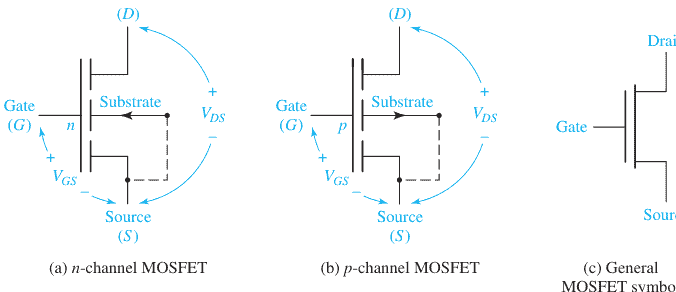 (D)
Substrate
Gate
(G)
n
+
V_DS
−
+
V_GS
−
Source
(S)
(a) n-channel MOSFET
(D)
Substrate
Gate
(G)
p
+
V_DS
−
+
V_GS
−
Source
(S)
(b) p-channel MOSFET
Drai
Gate
Sour
(c) General
MOSFET symbo